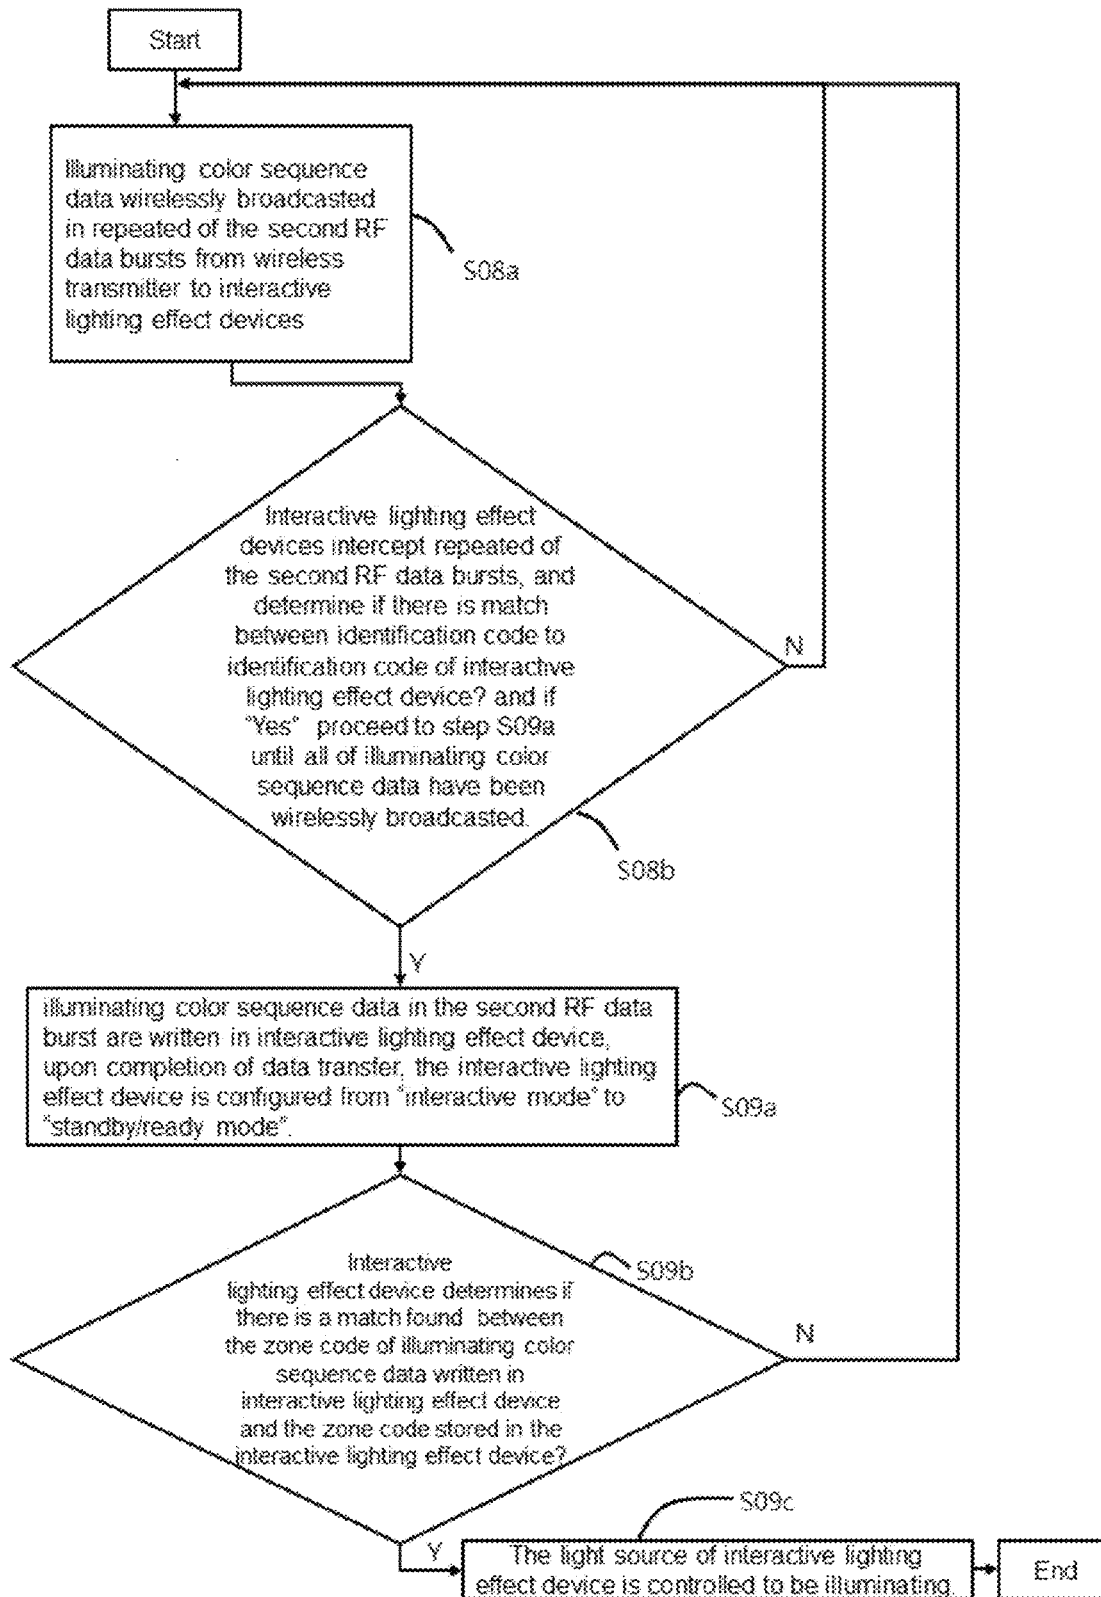 Start
Illuminating color sequence
data wirelessly broadcasted
in repeated of the second RF
data bursts from wireless
transmitter to interactive
lighting effect devices
S08a
Interactive lighting effect
devices intercept repeated of
the second RF data bursts, and
determine if there is match
between identification code to
identification code of interactive
lighting effect device? and if
"Yes" proceed to step S09a
until all of illuminating color
sequence data have been
wirelessly broadcasted.
N
S08b
Y
illuminating color sequence data in the second RF data
burst are written in interactive lighting effect device,
upon completion of data transfer, the interactive lighting
effect device is configured from "interactive mode" to
"standby/ready mode".
S09a
Interactive
lighting effect device determines if
there is a match found between
the zone code of illuminating color
sequence data written in
interactive lighting effect device
and the zone code stored in the
interactive lighting effect device?
S09b
N
Y
S09c
The light source of interactive lighting
effect device is controlled to be illuminating.
End